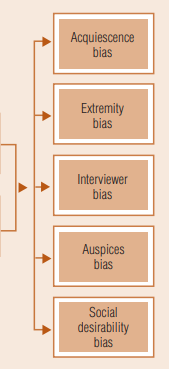 Acquiescence
bias
Extremity
bias
Interviewer
bias
Auspices
bias
Social
desirability
bias